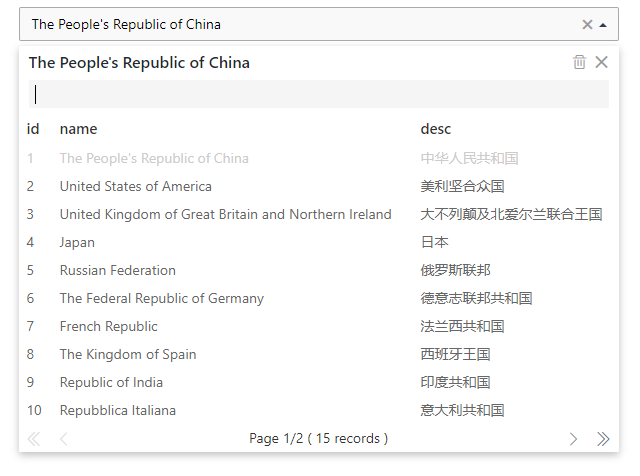 The People's Republic of China
The People's Republic of China
id name desc
1 The People's Republic of China 中华人民共和国
2 United States of America 美利坚合众国
3 United Kingdom of Great Britain and Northern Ireland 大不列颠及北爱尔兰联合王国
4 Japan 日本
5 Russian Federation 俄罗斯联邦
6 The Federal Republic of Germany 德意志联邦共和国
7 French Republic 法兰西共和国
8 The Kingdom of Spain 西班牙王国
9 Republic of India 印度共和国
10 Repubblica Italiana 意大利共和国
Page 1/2 ( 15 records )